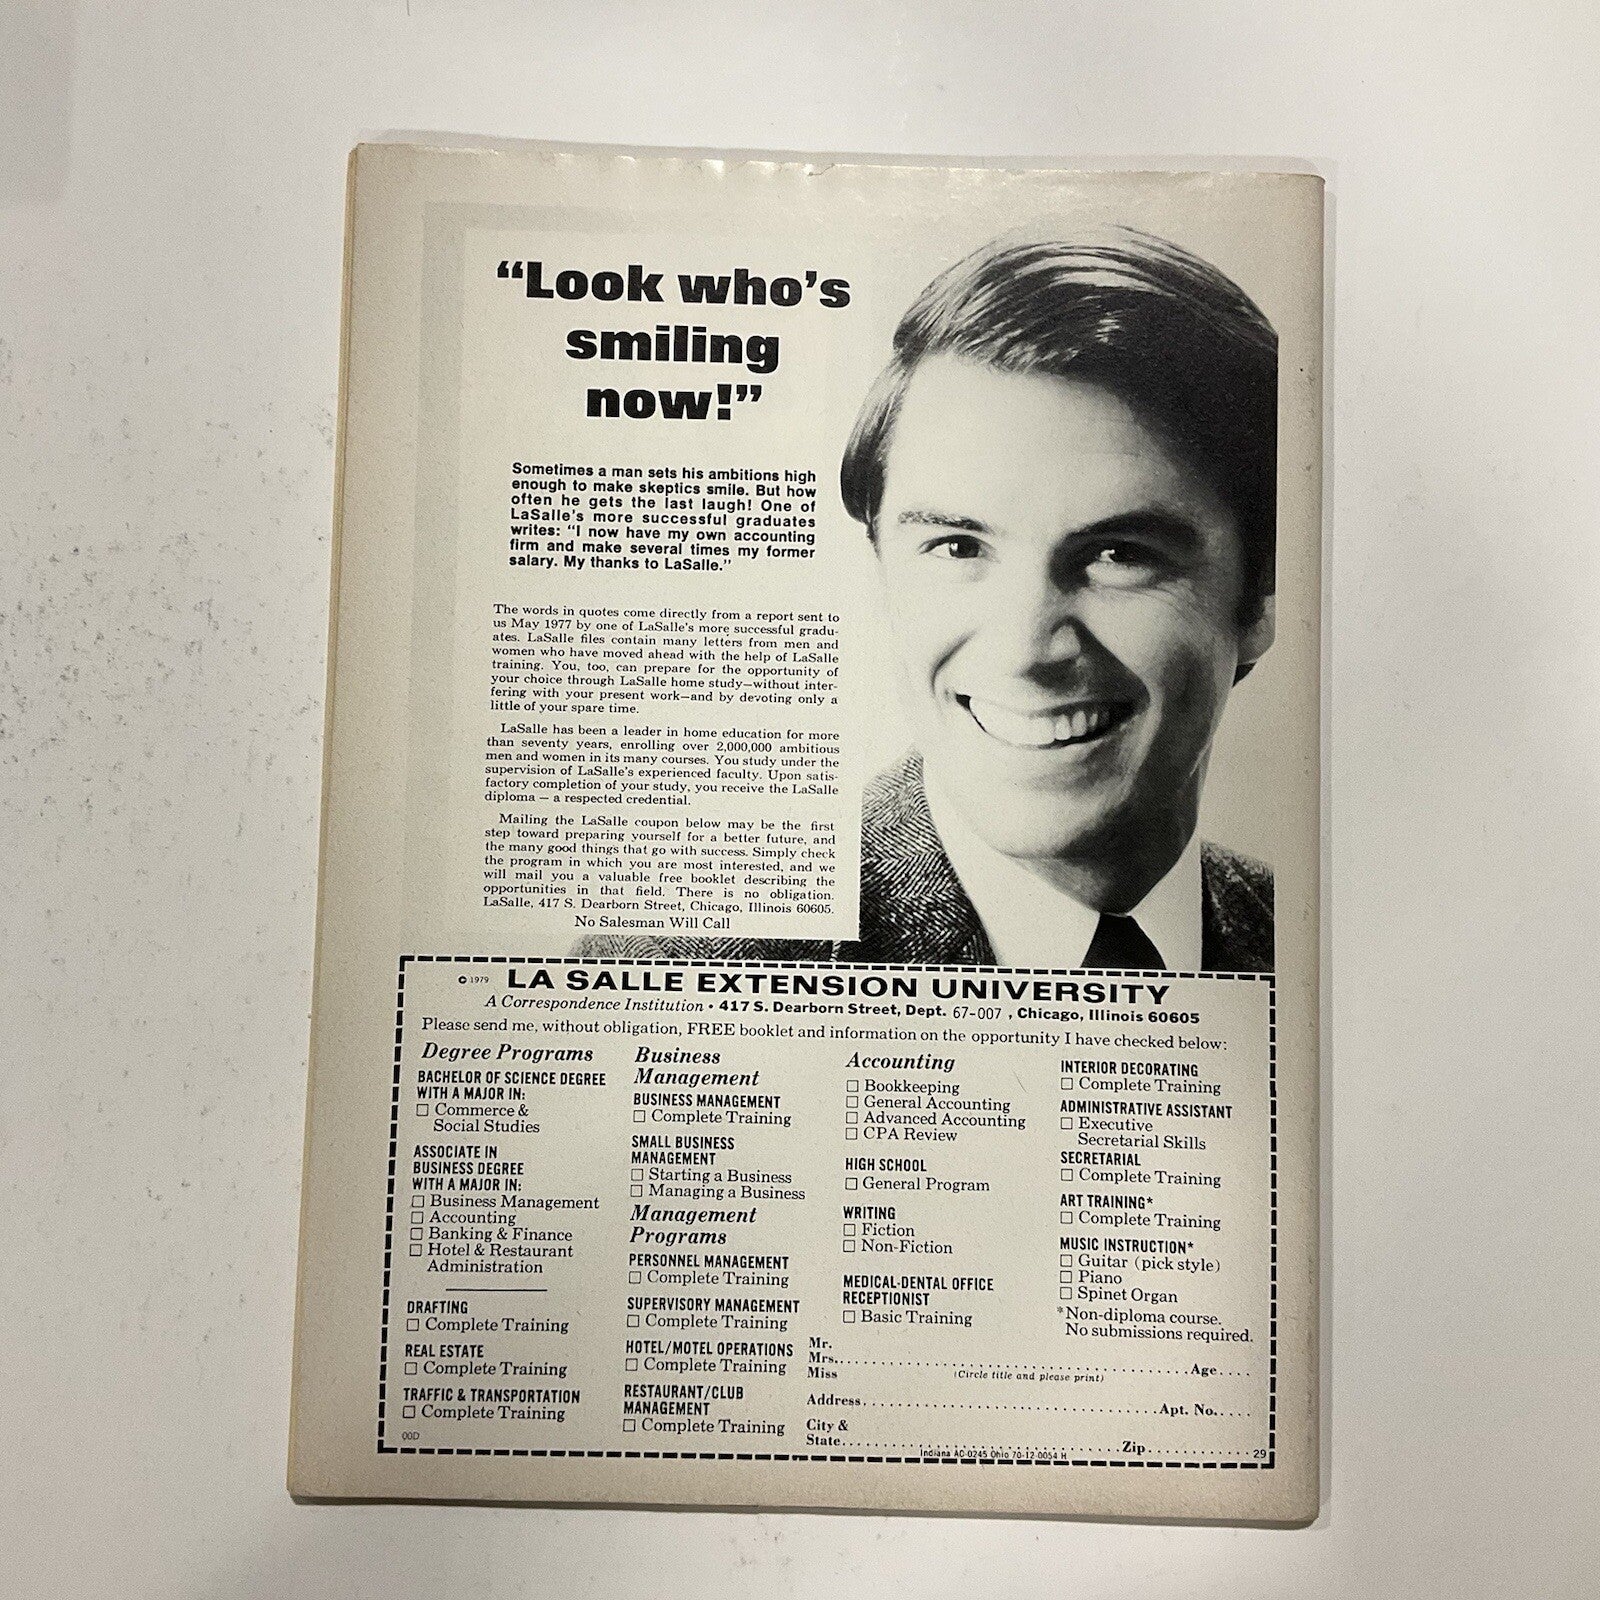 “Look who’s
smiling
now!”
Sometimes a man sets his ambitions high
enough to make skeptics smile. But how
often he gets the last laugh! One of
LaSalle’s more successful graduates
writes: “I now have my own accounting
firm and make several times my former
salary. My thanks to LaSalle.”
The words in quotes come directly from a report sent to
us May 1977 by one of LaSalle’s more successful gradu-
ates. LaSalle files contain many letters from men and
women who have moved ahead with the help of LaSalle
training. You, too, can prepare for the opportunity of
your choice through LaSalle home study—without inter-
fering with your present work—and by devoting only a
little of your spare time.
LaSalle has been a leader in home education for more
than seventy years, enrolling over 2,000,000 ambitious
men and women in its many courses. You study under the
supervision of LaSalle’s experienced faculty. Upon satis-
factory completion of your study, you receive the LaSalle
diploma — a respected credential.
Mailing the LaSalle coupon below may be the first
step toward preparing yourself for a better future, and
the many good things that go with success. Simply check
the program in which you are most interested, and we
will mail you a valuable free booklet describing the
opportunities in that field. There is no obligation.
LaSalle, 417 S. Dearborn Street, Chicago, Illinois 60605.
No Salesman Will Call
© 1979 LA SALLE EXTENSION UNIVERSITY
A Correspondence Institution • 417 S. Dearborn Street, Dept. 67-007 , Chicago, Illinois 60605
Please send me, without obligation, FREE booklet and information on the opportunity I have checked below:
Degree Programs
BACHELOR OF SCIENCE DEGREE
WITH A MAJOR IN:
☐ Commerce &
Social Studies
ASSOCIATE IN
BUSINESS DEGREE
WITH A MAJOR IN:
☐ Business Management
☐ Accounting
☐ Banking & Finance
☐ Hotel & Restaurant
Administration
DRAFTING
☐ Complete Training
REAL ESTATE
☐ Complete Training
TRAFFIC & TRANSPORTATION
☐ Complete Training
00D
Business
Management
BUSINESS MANAGEMENT
☐ Complete Training
SMALL BUSINESS
MANAGEMENT
☐ Starting a Business
☐ Managing a Business
Management
Programs
PERSONNEL MANAGEMENT
☐ Complete Training
SUPERVISORY MANAGEMENT
☐ Complete Training
HOTEL/MOTEL OPERATIONS
☐ Complete Training
RESTAURANT/CLUB
MANAGEMENT
☐ Complete Training
Accounting
☐ Bookkeeping
☐ General Accounting
☐ Advanced Accounting
☐ CPA Review
HIGH SCHOOL
☐ General Program
WRITING
☐ Fiction
☐ Non-Fiction
MEDICAL-DENTAL OFFICE
RECEPTIONIST
☐ Basic Training
INTERIOR DECORATING
☐ Complete Training
ADMINISTRATIVE ASSISTANT
☐ Executive
Secretarial Skills
SECRETARIAL
☐ Complete Training
ART TRAINING*
☐ Complete Training
MUSIC INSTRUCTION*
☐ Guitar (pick style)
☐ Piano
☐ Spinet Organ
*Non-diploma course.
No submissions required.
Mr.
Mrs. Age
Miss (Circle title and please print)
Address Apt. No.
City &
State Zip
Indiana AC-0245 Ohio 70-12-0054 H 29